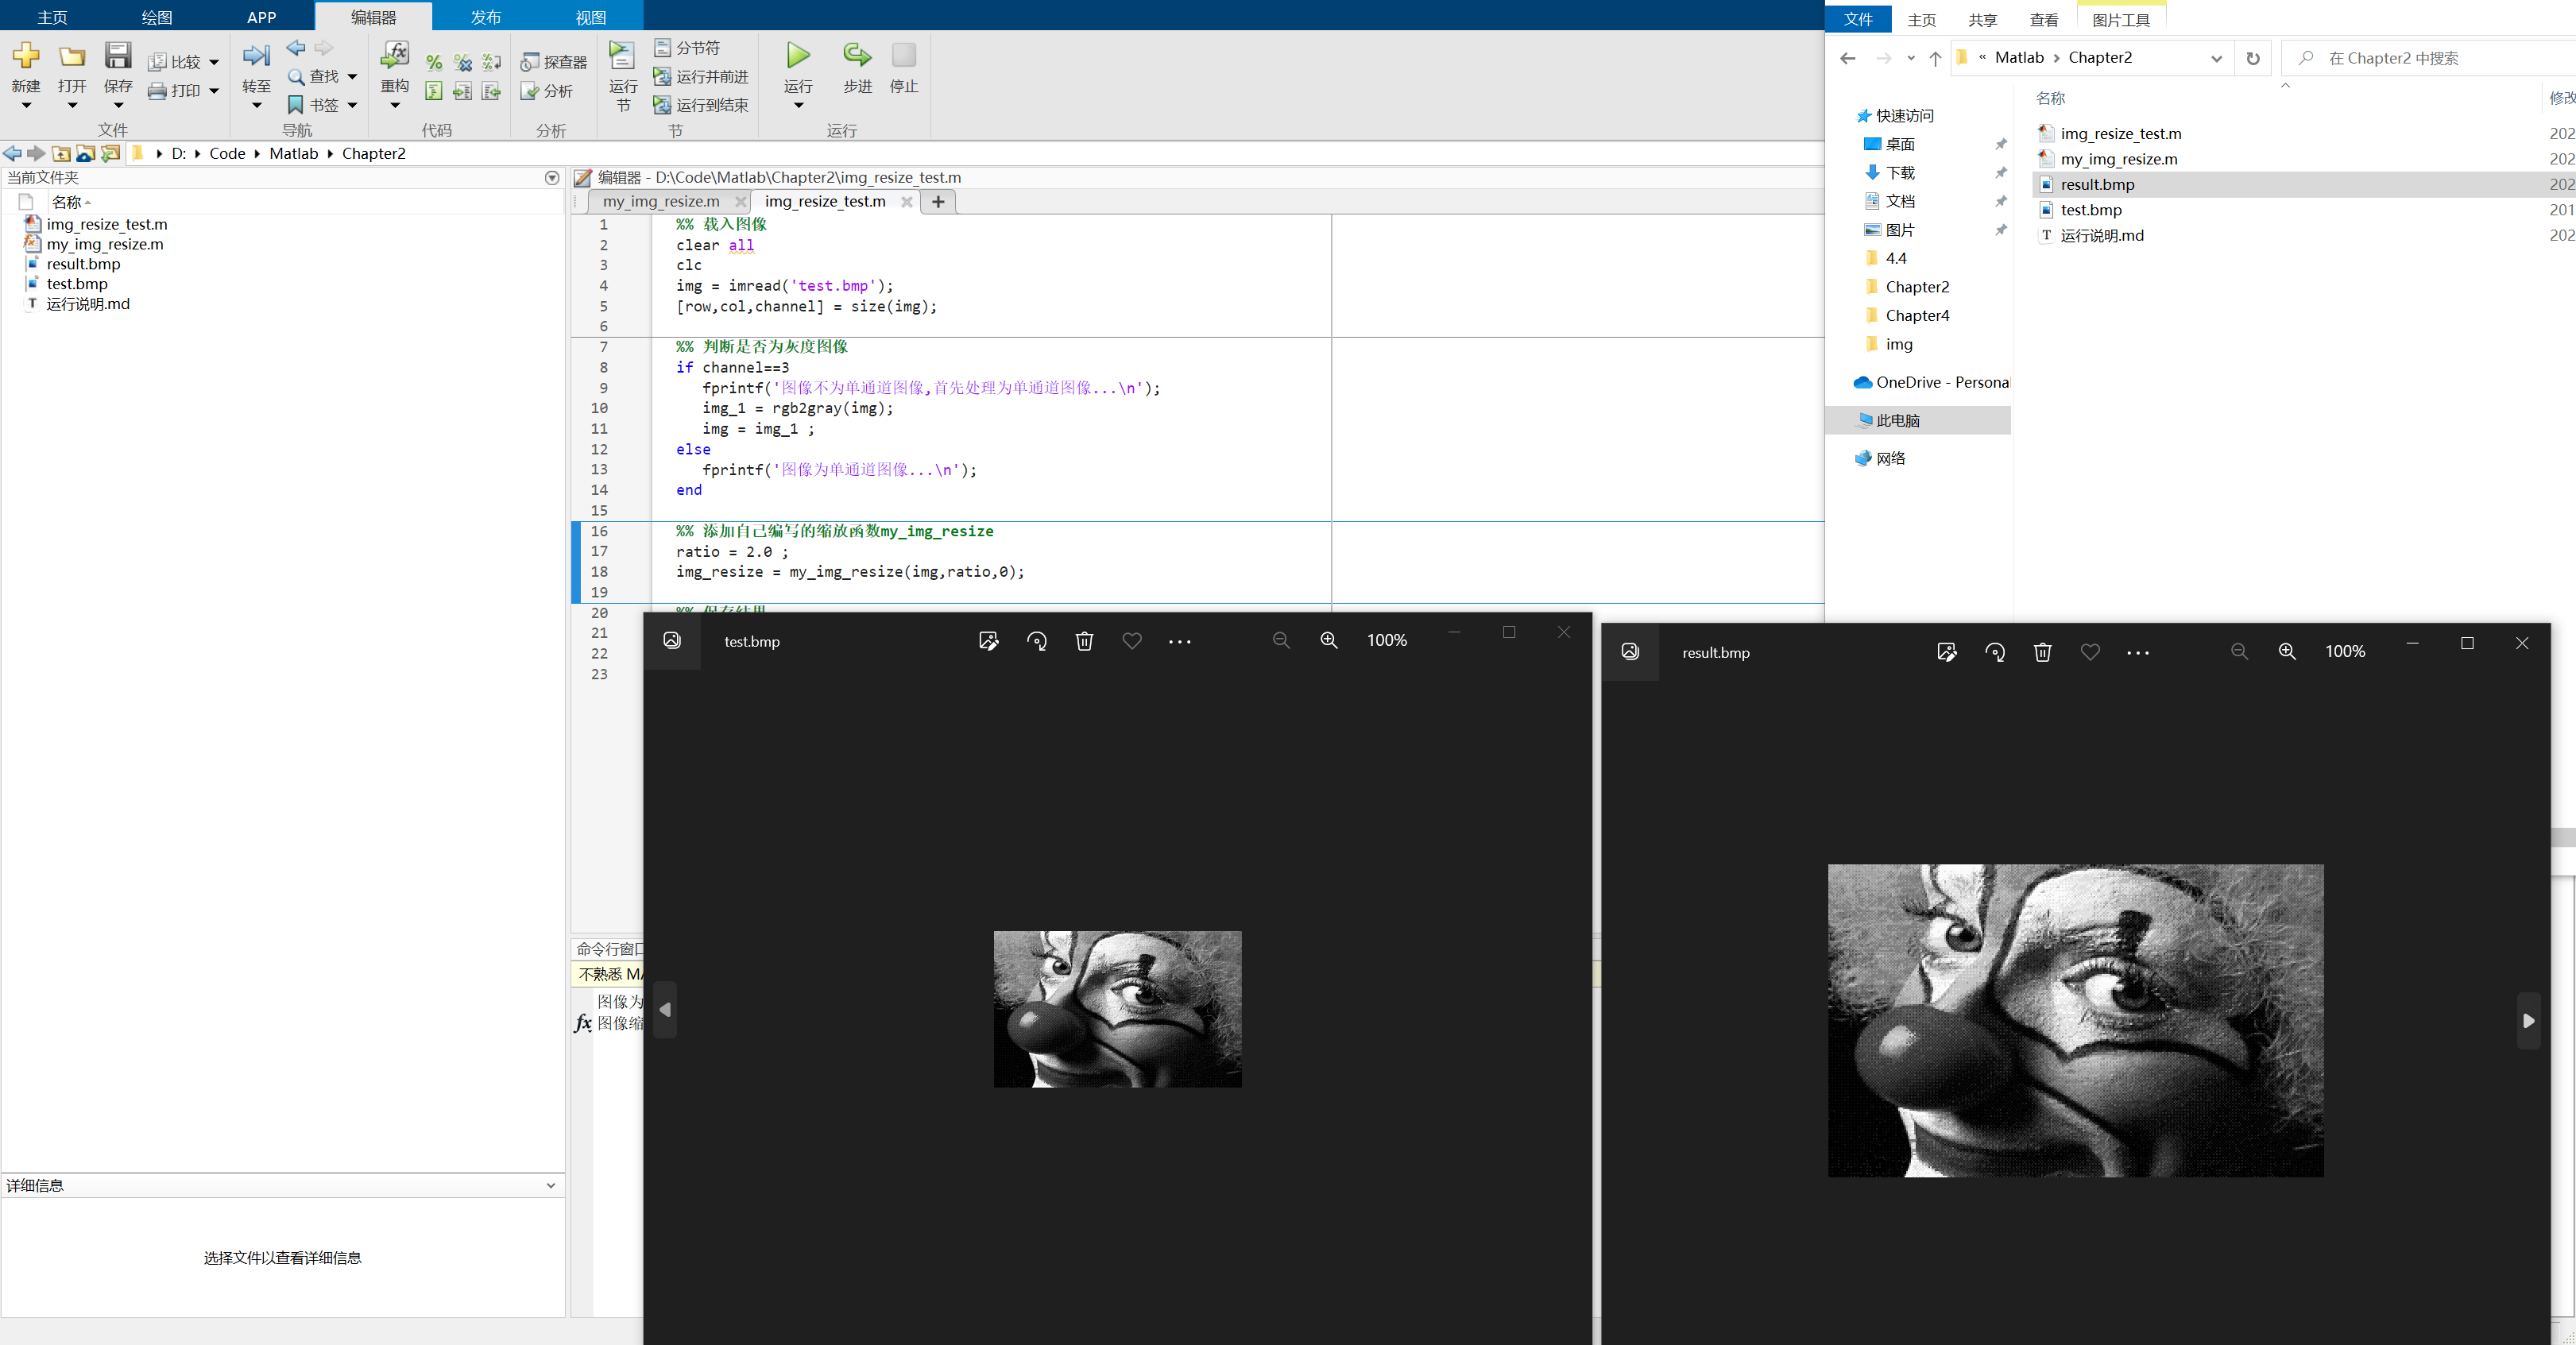 主页 绘图 APP 编辑器 发布 视图
新建 打开 保存 比较 打印 转至 查找 书签 重构 探查器 分析 运行节 分节符 运行并前进 运行到结束 运行 步进 停止
文件 导航 代码 分析 节 运行
D: Code Matlab Chapter2
当前文件夹
名称
img_resize_test.m
my_img_resize.m
result.bmp
test.bmp
运行说明.md
详细信息
选择文件以查看详细信息
编辑器 - D:\Code\Matlab\Chapter2\img_resize_test.m
my_img_resize.m img_resize_test.m
1 %% 载入图像
2 clear all
3 clc
4 img = imread('test.bmp');
5 [row,col,channel] = size(img);
6
7 %% 判断是否为灰度图像
8 if channel==3
9 fprintf('图像不为单通道图像,首先处理为单通道图像...\n');
10 img_1 = rgb2gray(img);
11 img = img_1 ;
12 else
13 fprintf('图像为单通道图像...\n');
14 end
15
16 %% 添加自己编写的缩放函数my_img_resize
17 ratio = 2.0 ;
18 img_resize = my_img_resize(img,ratio,0);
19
20
21
22
23
命令行窗口
不熟悉 MA
图像为
fx 图像缩
文件 主页 共享 查看 图片工具
« Matlab Chapter2
在 Chapter2 中搜索
名称 修改
快速访问
桌面
下载
文档
图片
4.4
Chapter2
Chapter4
img
OneDrive - Persona
此电脑
网络
img_resize_test.m 202
my_img_resize.m 202
result.bmp 202
test.bmp 201
运行说明.md 202
test.bmp 100%
result.bmp 100%